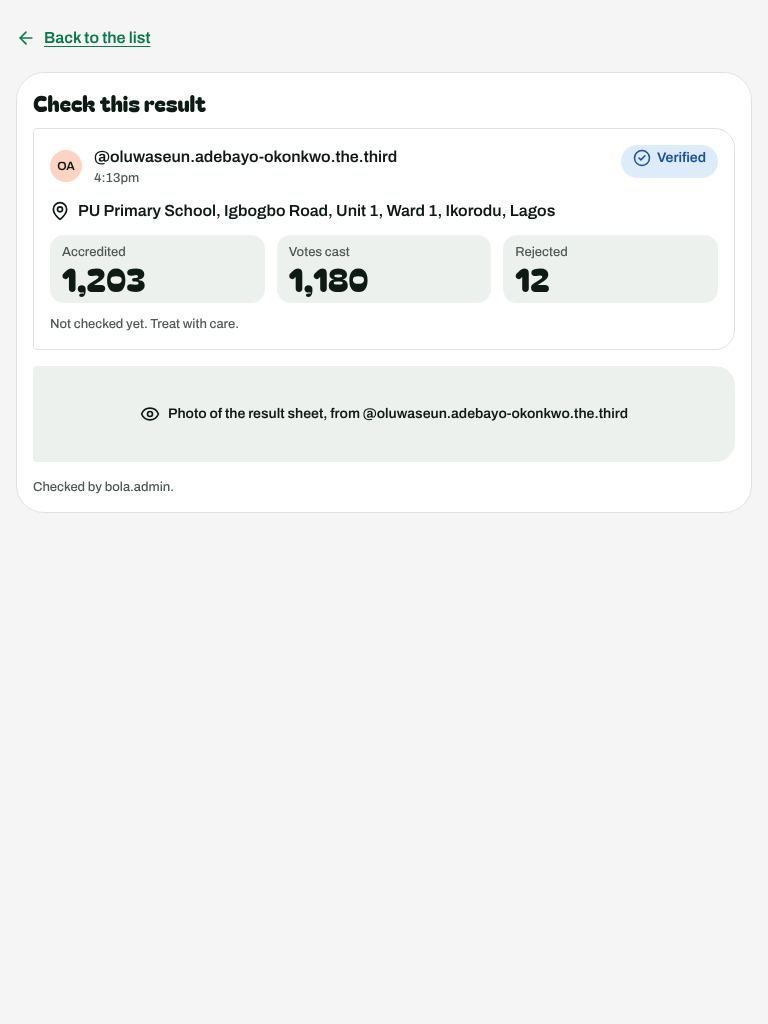 Back to the list
Check this result
OA
@oluwaseun.adebayo-okonkwo.the.third
4:13pm
Verified
PU Primary School, Igbogbo Road, Unit 1, Ward 1, Ikorodu, Lagos
Accredited
1,203
Votes cast
1,180
Rejected
12
Not checked yet. Treat with care.
Photo of the result sheet, from @oluwaseun.adebayo-okonkwo.the.third
Checked by bola.admin.